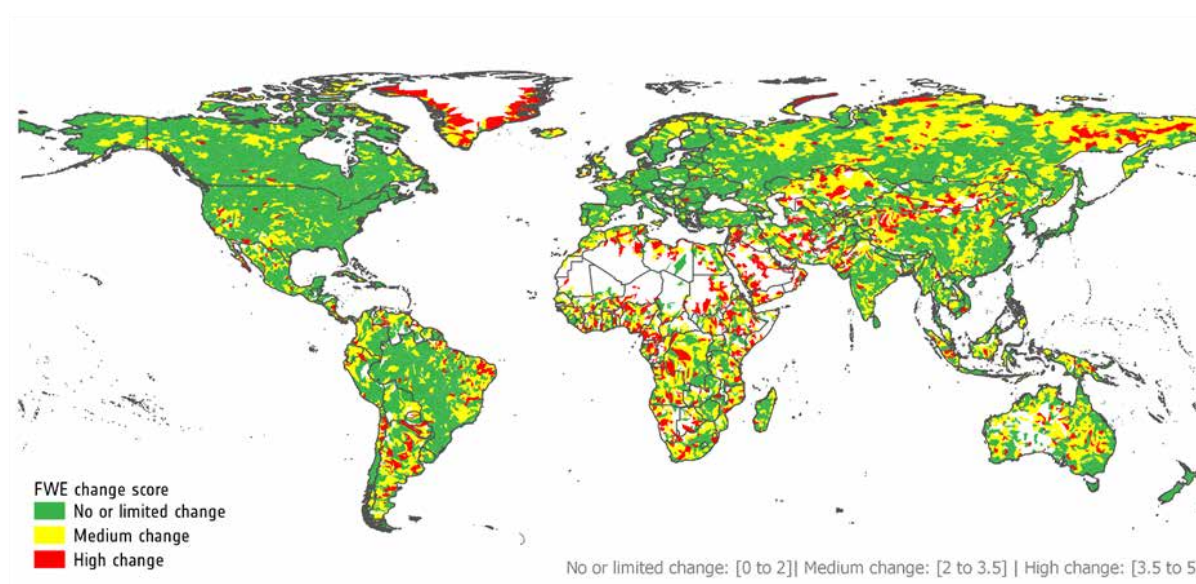 FWE change score
No or limited change
Medium change
High change
No or limited change: [0 to 2]| Medium change: [2 to 3.5] | High change: [3.5 to 5